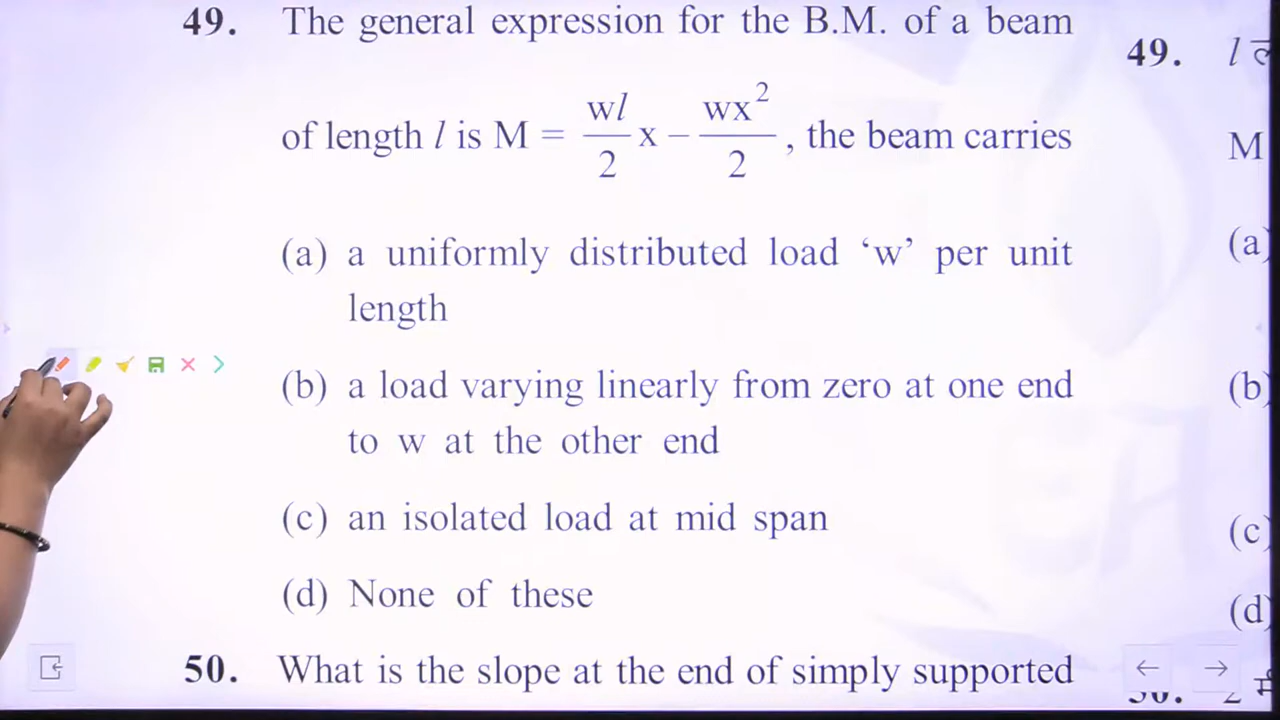 49. The general expression for the B.M. of a beam
of length l is M = wl/2 x − wx²/2 , the beam carries
(a) a uniformly distributed load ‘w’ per unit
length
(b) a load varying linearly from zero at one end
to w at the other end
(c) an isolated load at mid span
(d) None of these
50. What is the slope at the end of simply supported
49. l
M
(a)
(b)
(c)
(d)
50.